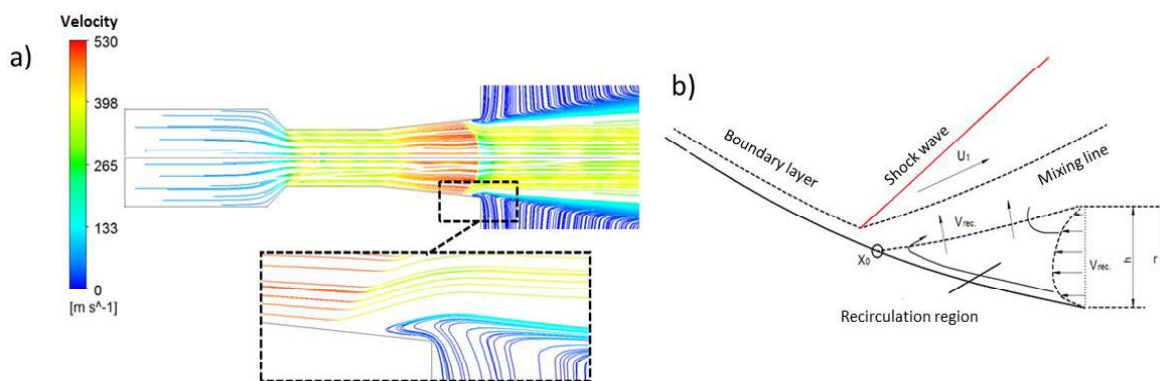 a)
Velocity
530
398
265
133
0
[m s^-1]
b)
Boundary layer
Shock wave
U₁
Mixing line
Vrec.
X₀
Vrec.
h
r
Recirculation region